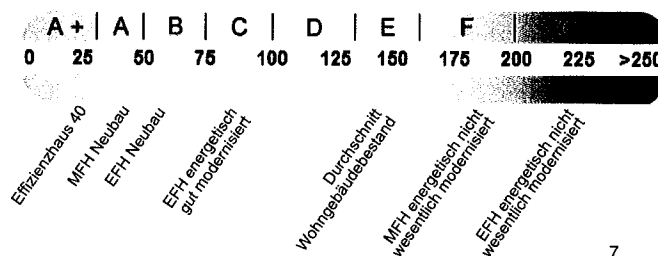 A+ | A | B | C | D | E | F |
0 25 50 75 100 125 150 175 200 225 >250
Effizienzhaus 40
MFH Neubau
EFH Neubau
EFH energetisch
gut modernisiert
Durchschnitt
Wohngebäudebestand
MFH energetisch nicht
wesentlich modernisiert
EFH energetisch nicht
wesentlich modernisiert
7